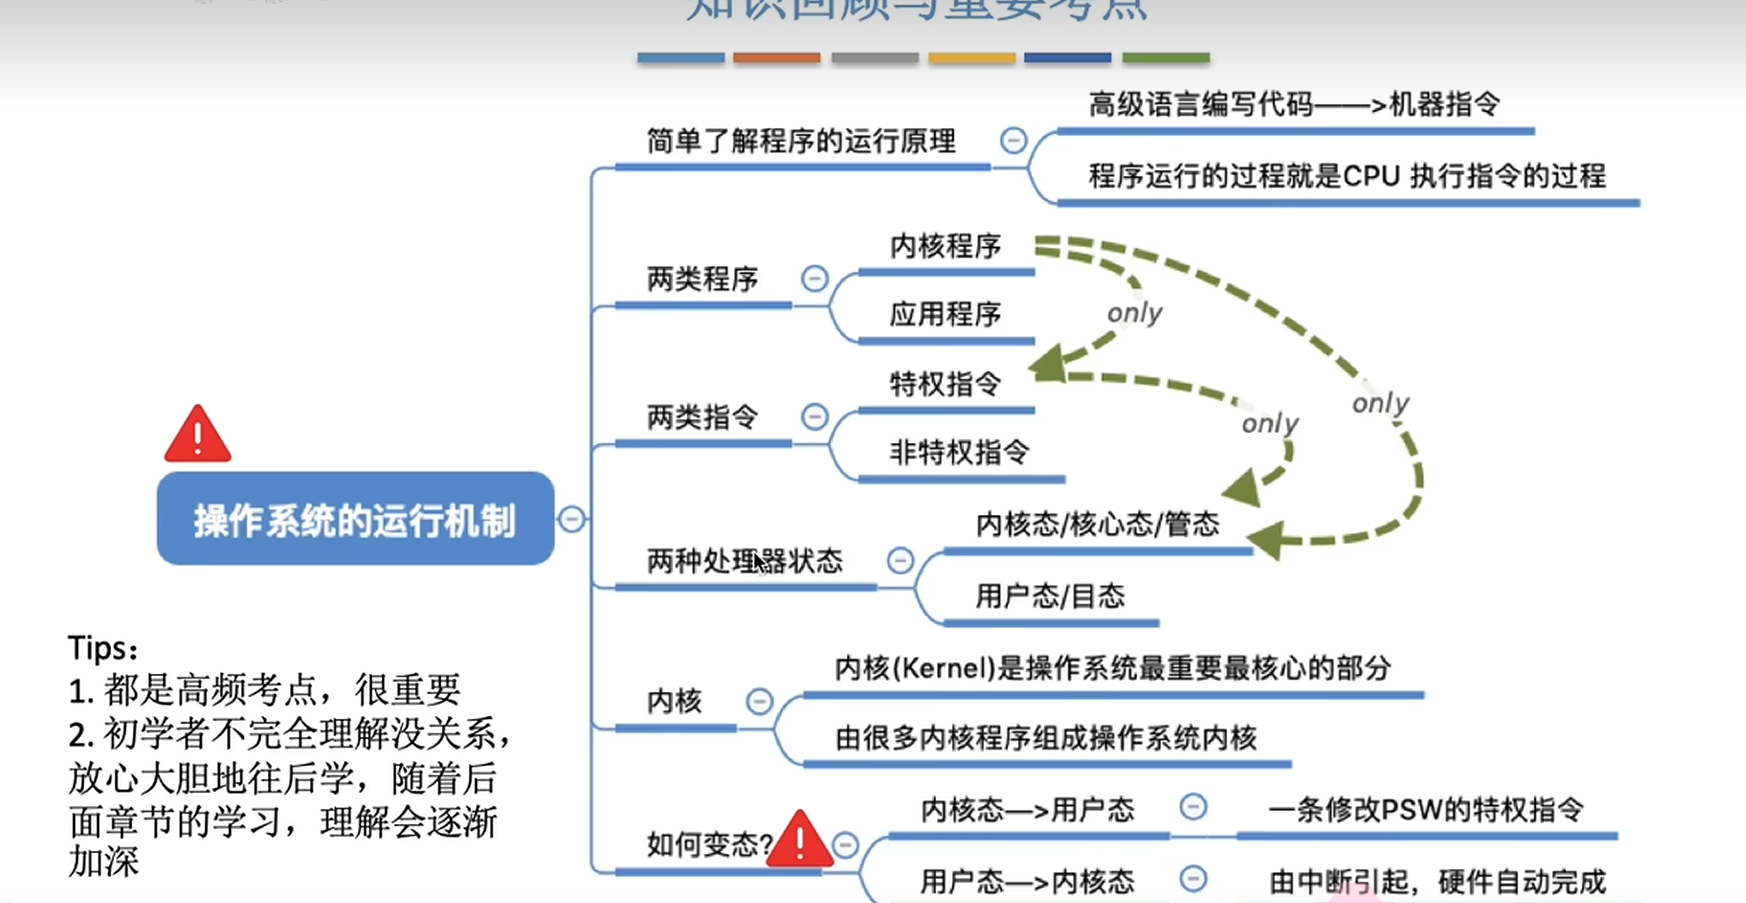 知识回顾与重要考点
高级语言编写代码——>机器指令
简单了解程序的运行原理
程序运行的过程就是CPU 执行指令的过程
内核程序
两类程序
应用程序
only
特权指令
两类指令
非特权指令
only
only
操作系统的运行机制
内核态/核心态/管态
两种处理器状态
用户态/目态
内核(Kernel)是操作系统最重要最核心的部分
内核
由很多内核程序组成操作系统内核
内核态—>用户态
一条修改PSW的特权指令
如何变态?
用户态—>内核态
由中断引起，硬件自动完成
Tips：
1. 都是高频考点，很重要
2. 初学者不完全理解没关系，
放心大胆地往后学，随着后
面章节的学习，理解会逐渐
加深